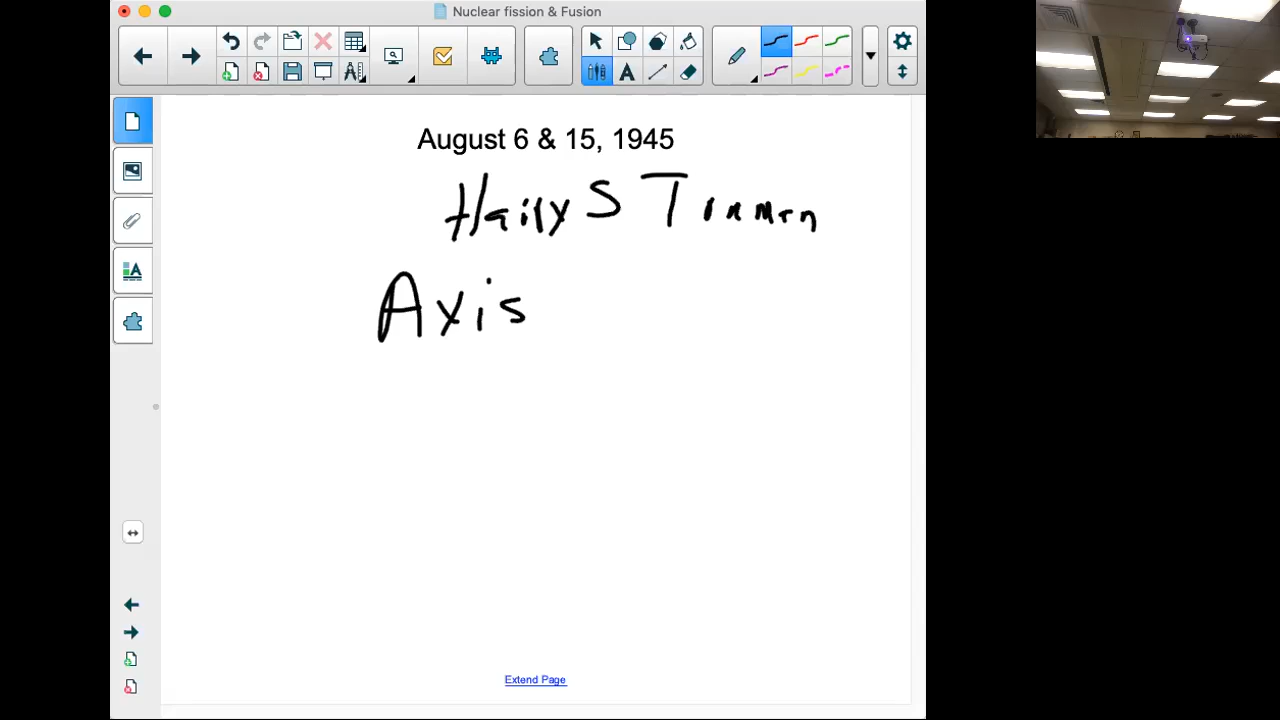 Nuclear fission & Fusion
August 6 & 15, 1945
Harry S Truman
Axis
Extend Page